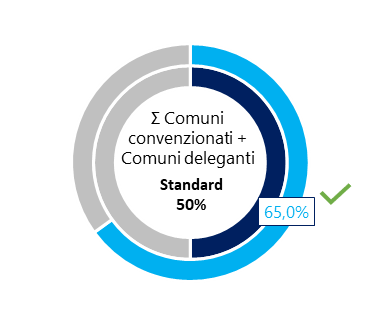 Σ Comuni
convenzionati +
Comuni deleganti
Standard
50%
65,0%